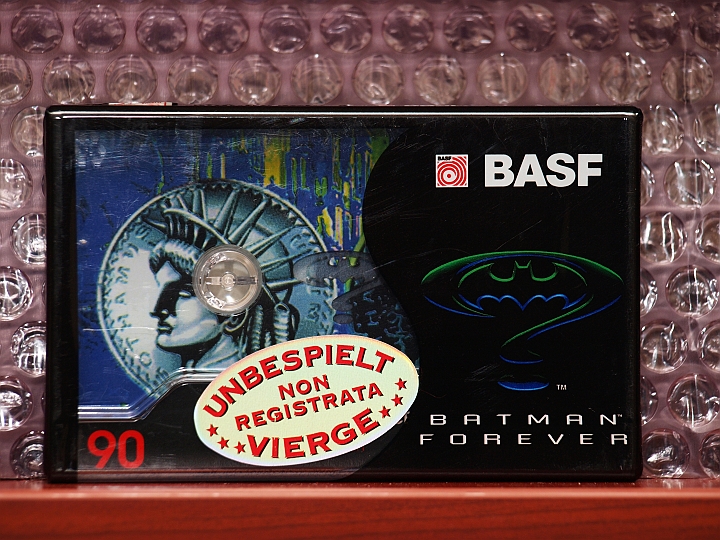 BASF
BASF
TM
BATMAN
FOREVER
UNBESPIELT
NON
REGISTRATA
VIERGE
90